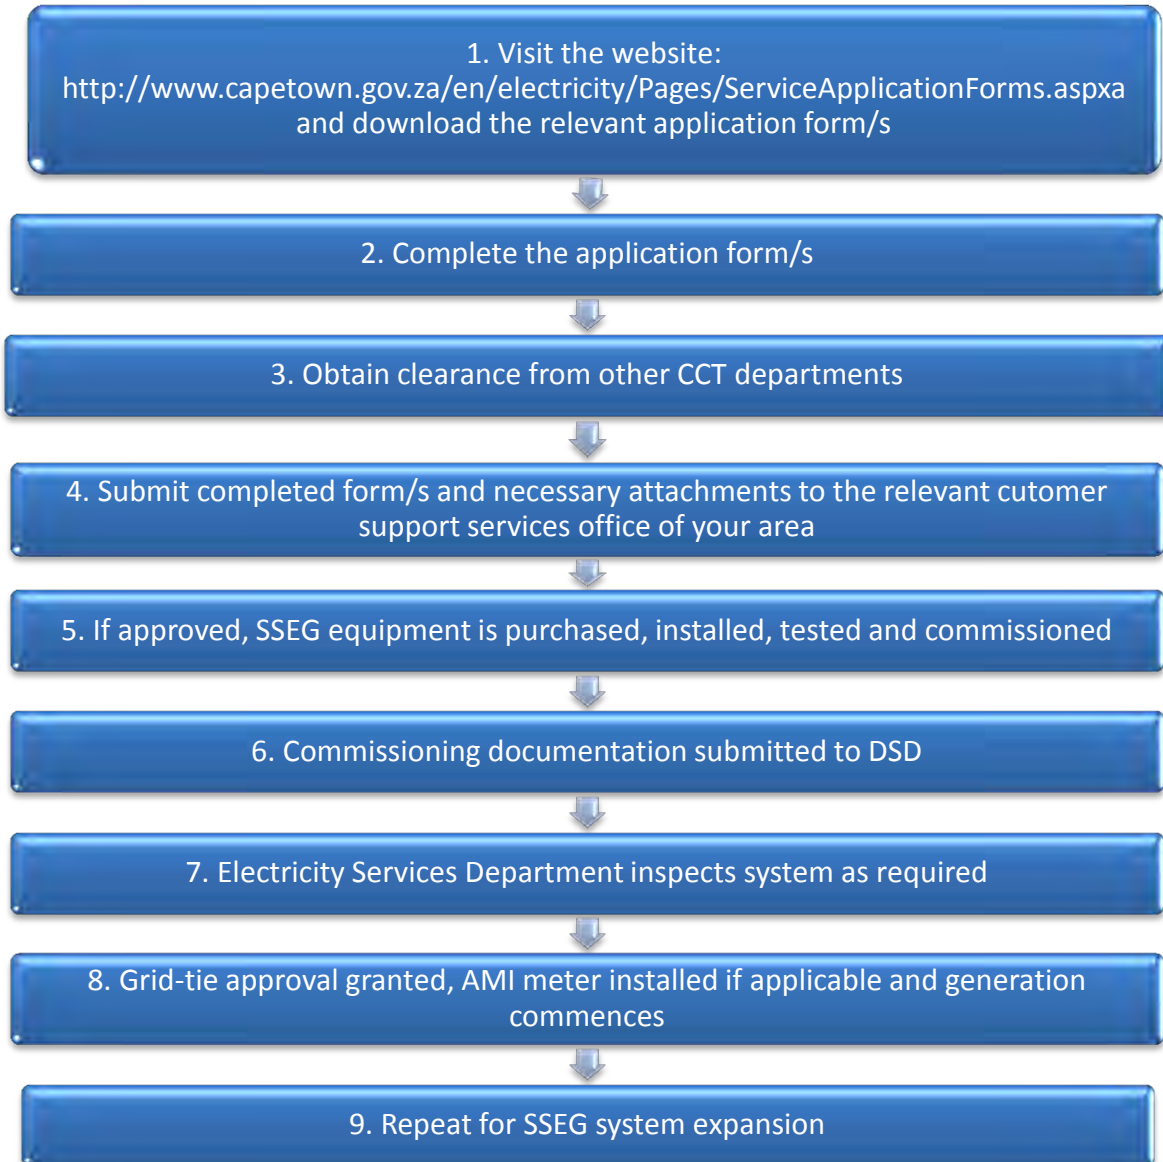 1. Visit the website:
http://www.capetown.gov.za/en/electricity/Pages/ServiceApplicationForms.aspxa
and download the relevant application form/s
2. Complete the application form/s
3. Obtain clearance from other CCT departments
4. Submit completed form/s and necessary attachments to the relevant cutomer
support services office of your area
5. If approved, SSEG equipment is purchased, installed, tested and commissioned
6. Commissioning documentation submitted to DSD
7. Electricity Services Department inspects system as required
8. Grid-tie approval granted, AMI meter installed if applicable and generation
commences
9. Repeat for SSEG system expansion